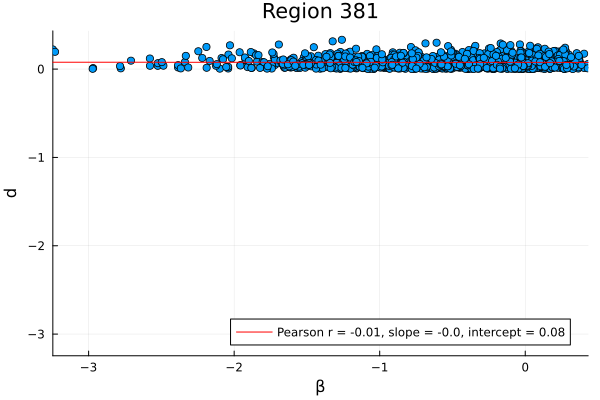 Region 381
0
−1
−2
−3
d
−3
−2
−1
0
β
Pearson r = -0.01, slope = -0.0, intercept = 0.08